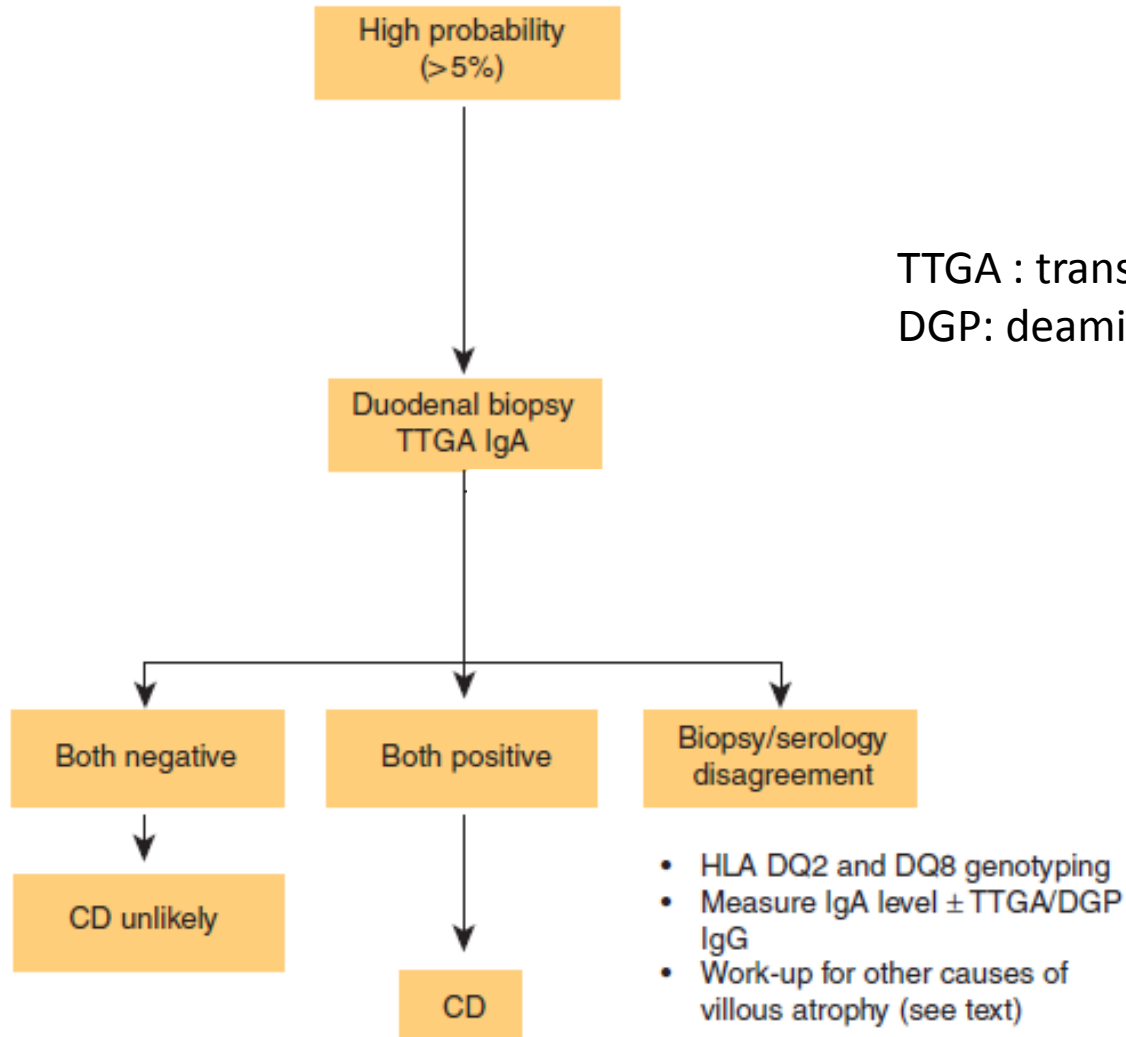 High probability
(>5%)
TTGA : trans
DGP: deami
Duodenal biopsy
TTGA IgA
Both negative
Both positive
Biopsy/serology
disagreement
CD unlikely
CD
• HLA DQ2 and DQ8 genotyping
• Measure IgA level ± TTGA/DGP
IgG
• Work-up for other causes of
villous atrophy (see text)